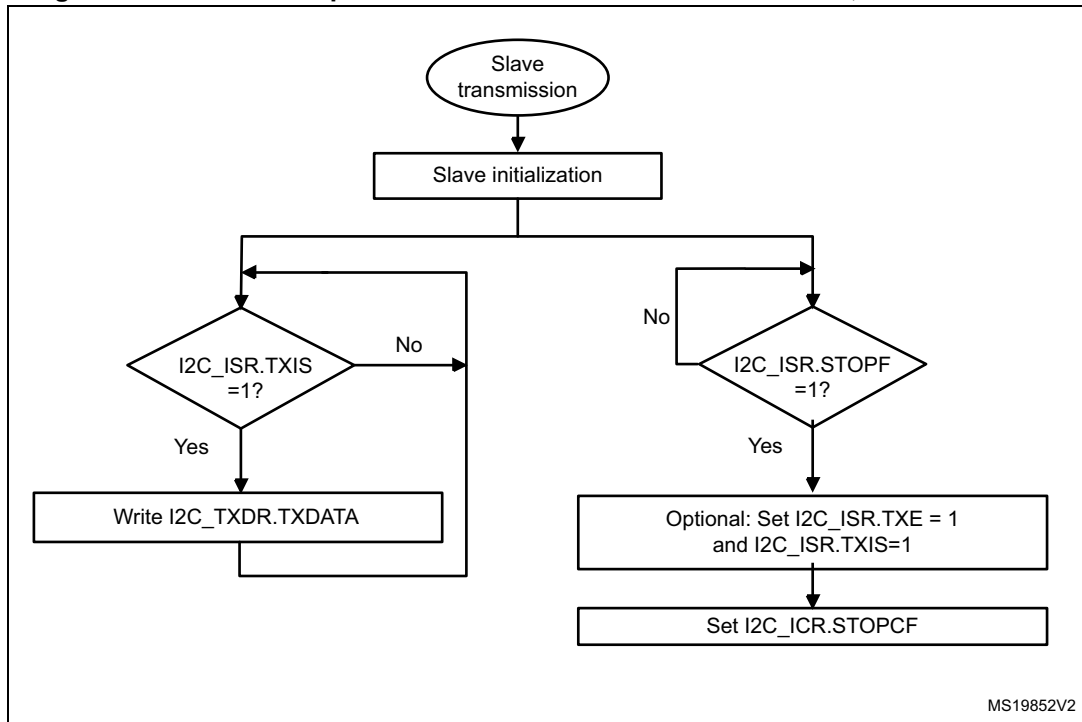 Slave
transmission
Slave initialization
I2C_ISR.TXIS
=1?
No
Yes
Write I2C_TXDR.TXDATA
No
I2C_ISR.STOPF
=1?
Yes
Optional: Set I2C_ISR.TXE = 1
and I2C_ISR.TXIS=1
Set I2C_ICR.STOPCF
MS19852V2